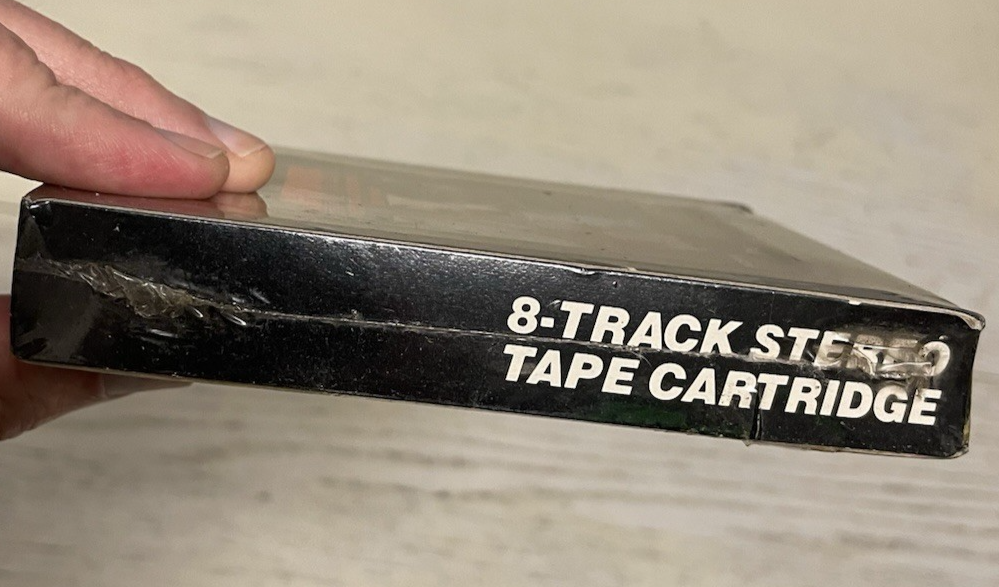 8-TRACK STEREO
TAPE CARTRIDGE